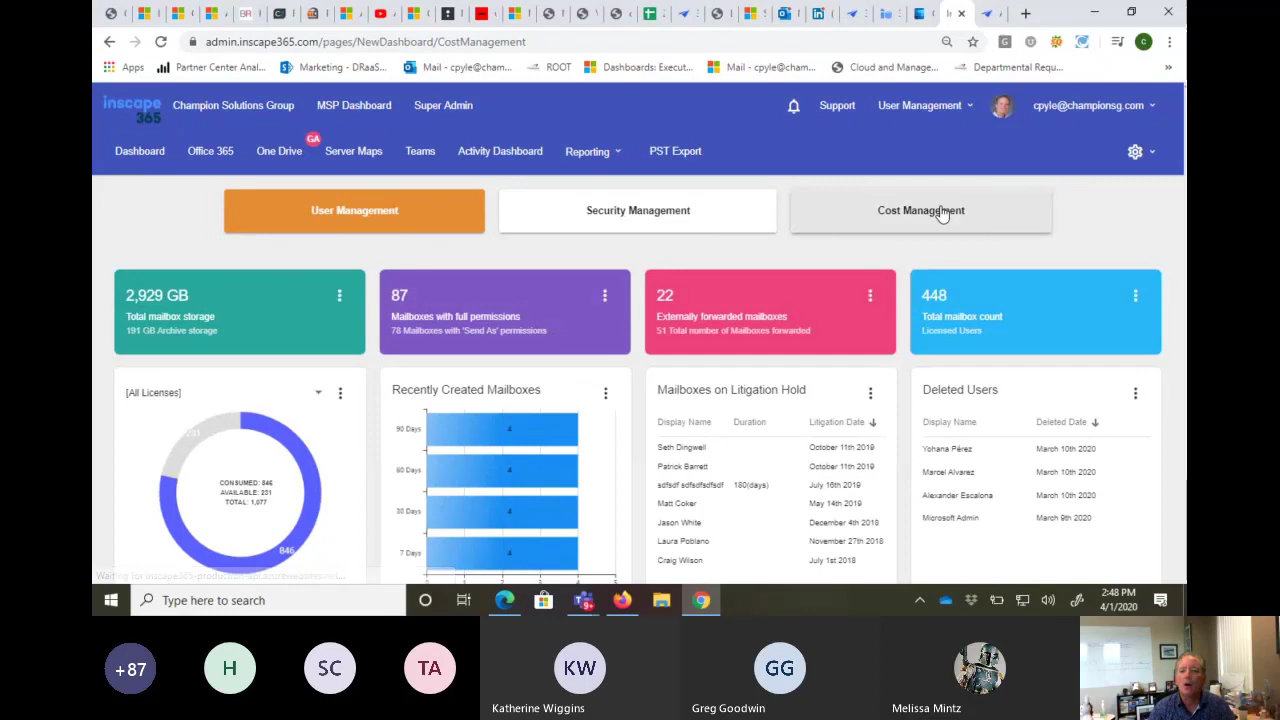 BR
admin.inscape365.com/pages/NewDashboard/CostManagement
C
Apps
Partner Center Anal...
Marketing - DRaaS...
Mail - cpyle@cham...
ROOT
Dashboards: Execut...
Mail - cpyle@cham...
Cloud and Manage...
Departmental Requ...
»
inscape
365
Champion Solutions Group
MSP Dashboard
Super Admin
Support
User Management
cpyle@championsg.com
Dashboard
Office 365
One Drive
GA
Server Maps
Teams
Activity Dashboard
Reporting
PST Export
User Management
Security Management
Cost Management
2,929 GB
Total mailbox storage
191 GB Archive storage
87
Mailboxes with full permissions
78 Mailboxes with 'Send As' permissions
22
Externally forwarded mailboxes
51 Total number of Mailboxes forwarded
448
Total mailbox count
Licensed Users
[All Licenses]
231
CONSUMED: 846
AVAILABLE: 231
TOTAL: 1,077
846
Recently Created Mailboxes
90 Days
4
60 Days
4
30 Days
4
7 Days
4
Mailboxes on Litigation Hold
Display Name Duration Litigation Date
Seth Dingwell October 11th 2019
Patrick Barrett October 11th 2019
sdfsdf sdfsdfsdfsdf 180(days) July 16th 2019
Matt Coker May 14th 2019
Jason White December 4th 2018
Laura Poblano November 27th 2018
Craig Wilson July 1st 2018
Deleted Users
Display Name Deleted Date
Yohana Pérez March 10th 2020
Marcel Alvarez March 10th 2020
Alexander Escalona March 10th 2020
Microsoft Admin March 9th 2020
Type here to search
9+
2:48 PM
4/1/2020
+87
H
SC
TA
KW
Katherine Wiggins
GG
Greg Goodwin
Melissa Mintz